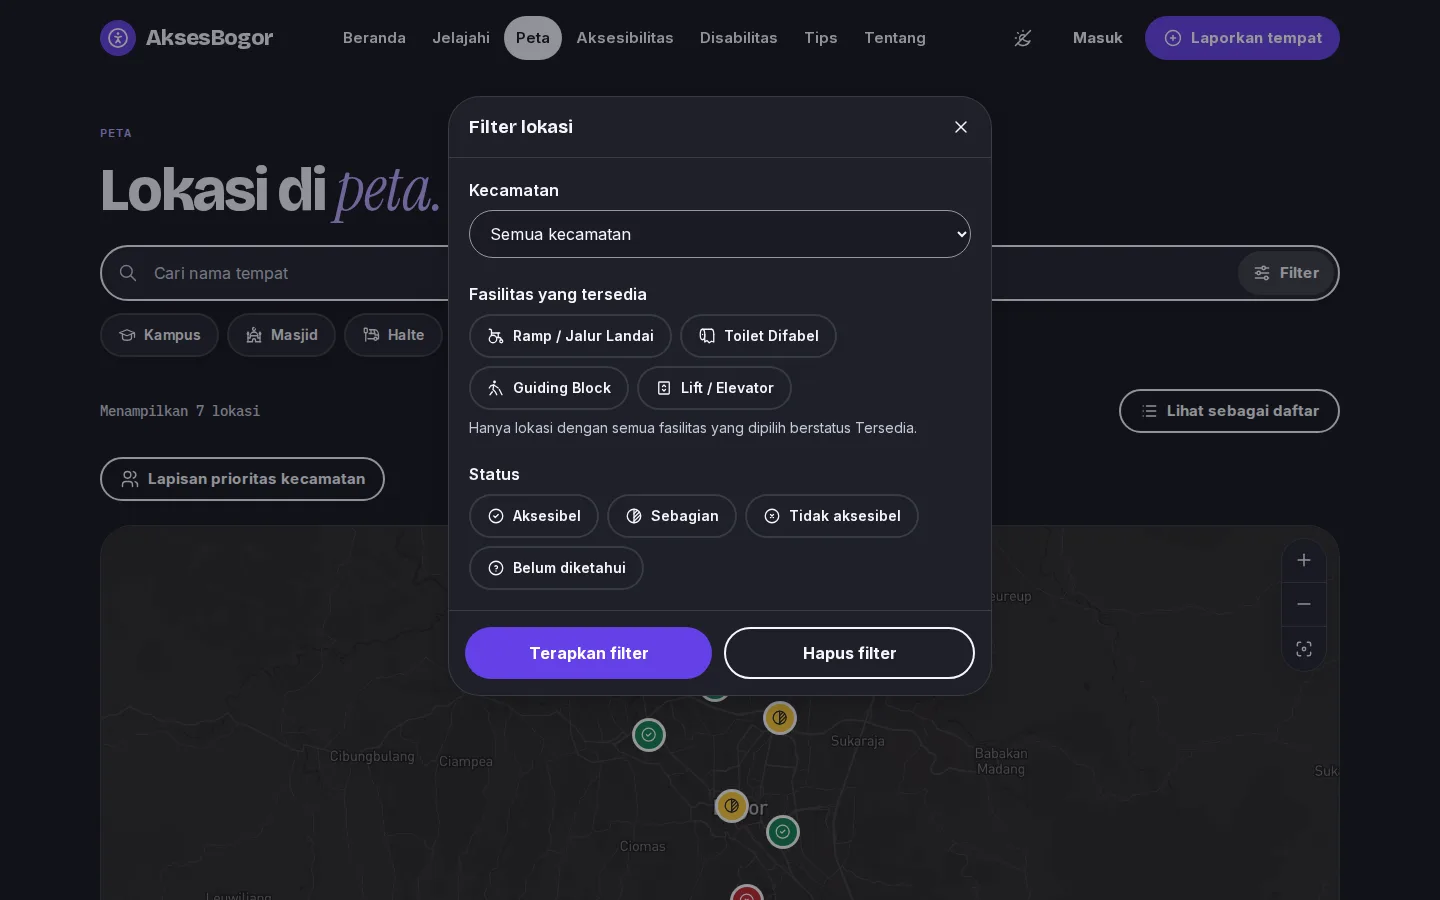 AksesBogor
Beranda
Jelajahi
Peta
Aksesibilitas
Disabilitas
Tips
Tentang
Masuk
Laporkan tempat
PETA
Lokasi di peta.
Cari nama tempat
Filter
Kampus
Masjid
Halte
Menampilkan 7 lokasi
Lihat sebagai daftar
Lapisan prioritas kecamatan
Filter lokasi
Kecamatan
Semua kecamatan
Fasilitas yang tersedia
Ramp / Jalur Landai
Toilet Difabel
Guiding Block
Lift / Elevator
Hanya lokasi dengan semua fasilitas yang dipilih berstatus Tersedia.
Status
Aksesibel
Sebagian
Tidak aksesibel
Belum diketahui
Terapkan filter
Hapus filter
Cibungbulang
Ciampea
Sukaraja
Babakan
Madang
Ciomas